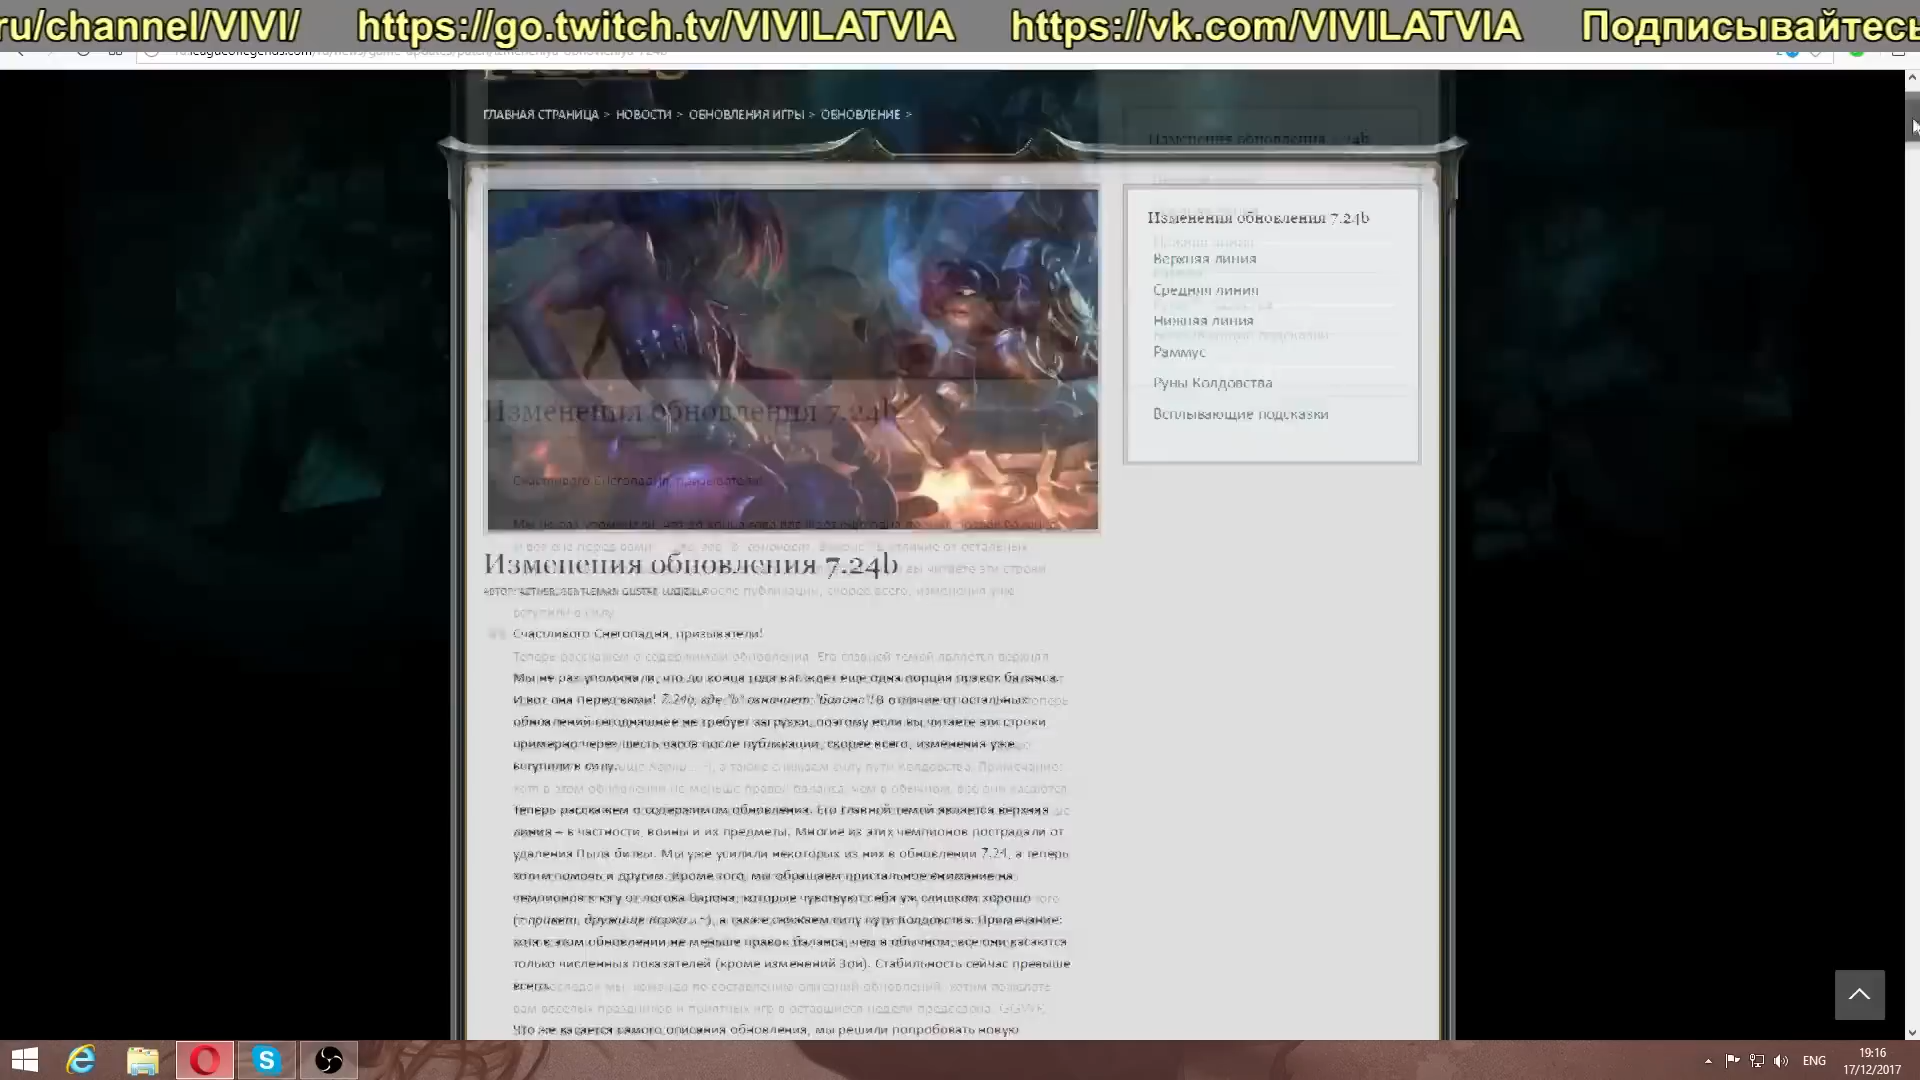 ru/channel/VIVI/ https://go.twitch.tv/VIVILATVIA https://vk.com/VIVILATVIA Подписывайтесь
ГЛАВНАЯ СТРАНИЦА > НОВОСТИ > ОБНОВЛЕНИЯ ИГРЫ > ОБНОВЛЕНИЕ >
Изменения обновления 7.24b
Верхняя линия
Средняя линия
Нижняя линия
Раммус
Руны Колдовства
Всплывающие подсказки
Изменения обновления 7.24b
Счастливого Снегопадня, призыватели!
Мы не раз упоминали, что до конца года вас ждет еще одна порция правок баланса.
И вот она перед вами! 7.24b, где "b" означает "баланс"! В отличие от остальных
обновлений сегодняшнее не требует загрузки, поэтому если вы читаете эти строки
примерно через шесть часов после публикации, скорее всего, изменения уже
вступили в силу.
Теперь расскажем о содержимом обновления. Его главной темой является верхняя
линия – в частности, воины и их предметы. Многие из этих чемпионов пострадали от
удаления Пыла битвы. Мы уже усилили некоторых из них в обновлении 7.24, а теперь
хотим помочь и другим. Кроме того, мы обращаем пристальное внимание на
чемпионов к югу от логова Барона, которые чувствуют себя уж слишком хорошо
), а также снижаем силу пути Колдовства. Примечание:
хотя в этом обновлении не меньше правок баланса, чем в обычном, все они касаются
только численных показателей (кроме изменений Зои). Стабильность сейчас превыше
всего.
Что же касается самого описания обновления, мы решили попробовать новую
ENG
19:16
17/12/2017